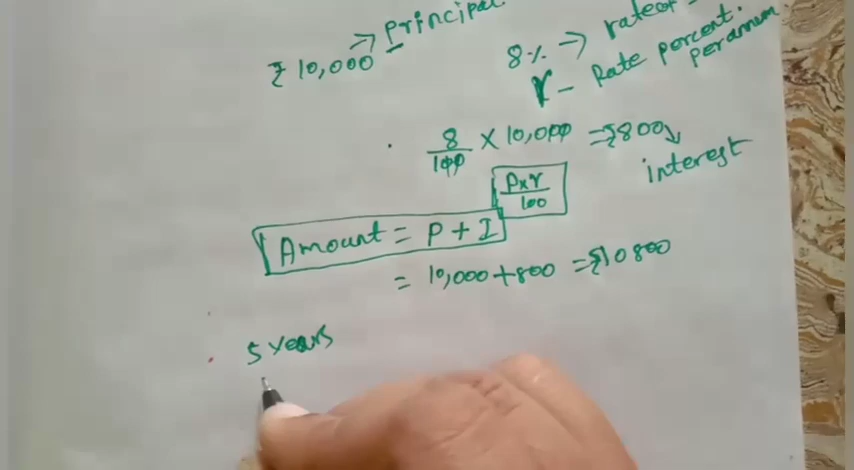 ₹10,000 → Principal
8% → rate of
r - Rate percent.
per annum
8/100 × 10,000 ⇒ ₹800 ↓
interest
P×r/100
Amount = P + I
= 10,000 + 800 ⇒ ₹10800
5 years